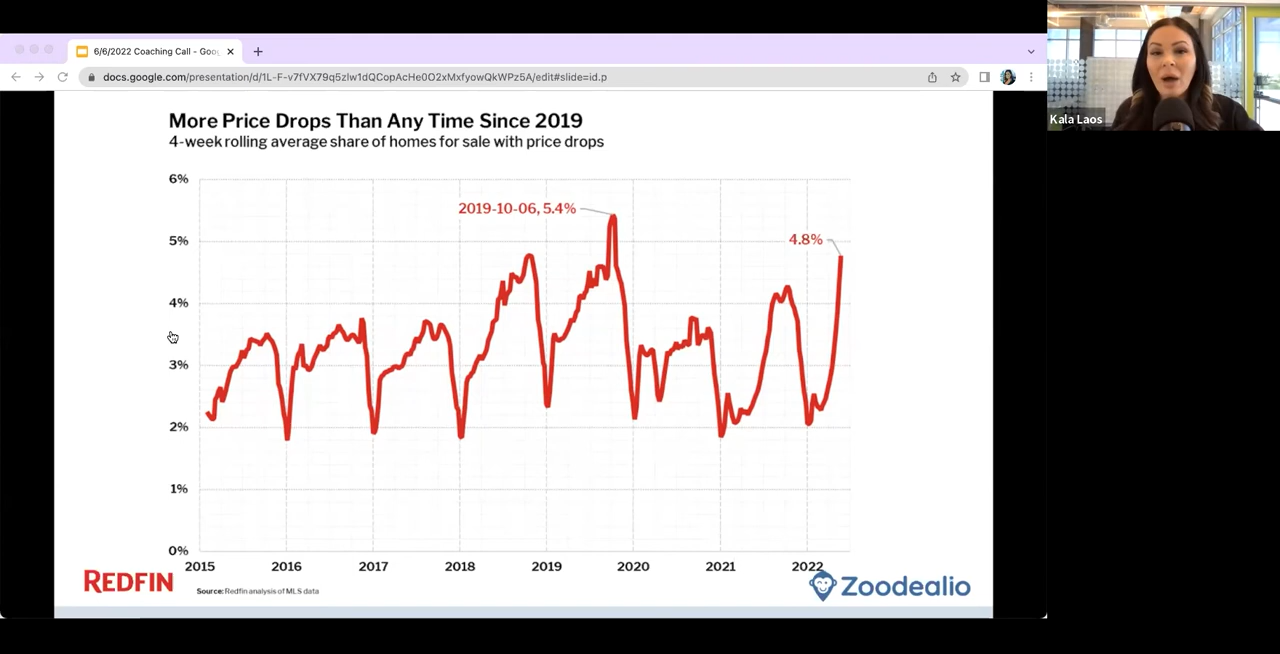 6/6/2022 Coaching Call - Goo
docs.google.com/presentation/d/1L-F-v7fVX79q5zIw1dQCopAcHe0O2xMxfyowQkWPz5A/edit#slide=id.p
Kala Laos
More Price Drops Than Any Time Since 2019
4-week rolling average share of homes for sale with price drops
6%
2019-10-06, 5.4%
5%
4.8%
4%
3%
2%
1%
0%
2015 2016 2017 2018 2019 2020 2021 2022
REDFIN
Source: Redfin analysis of MLS data
Zoodealio